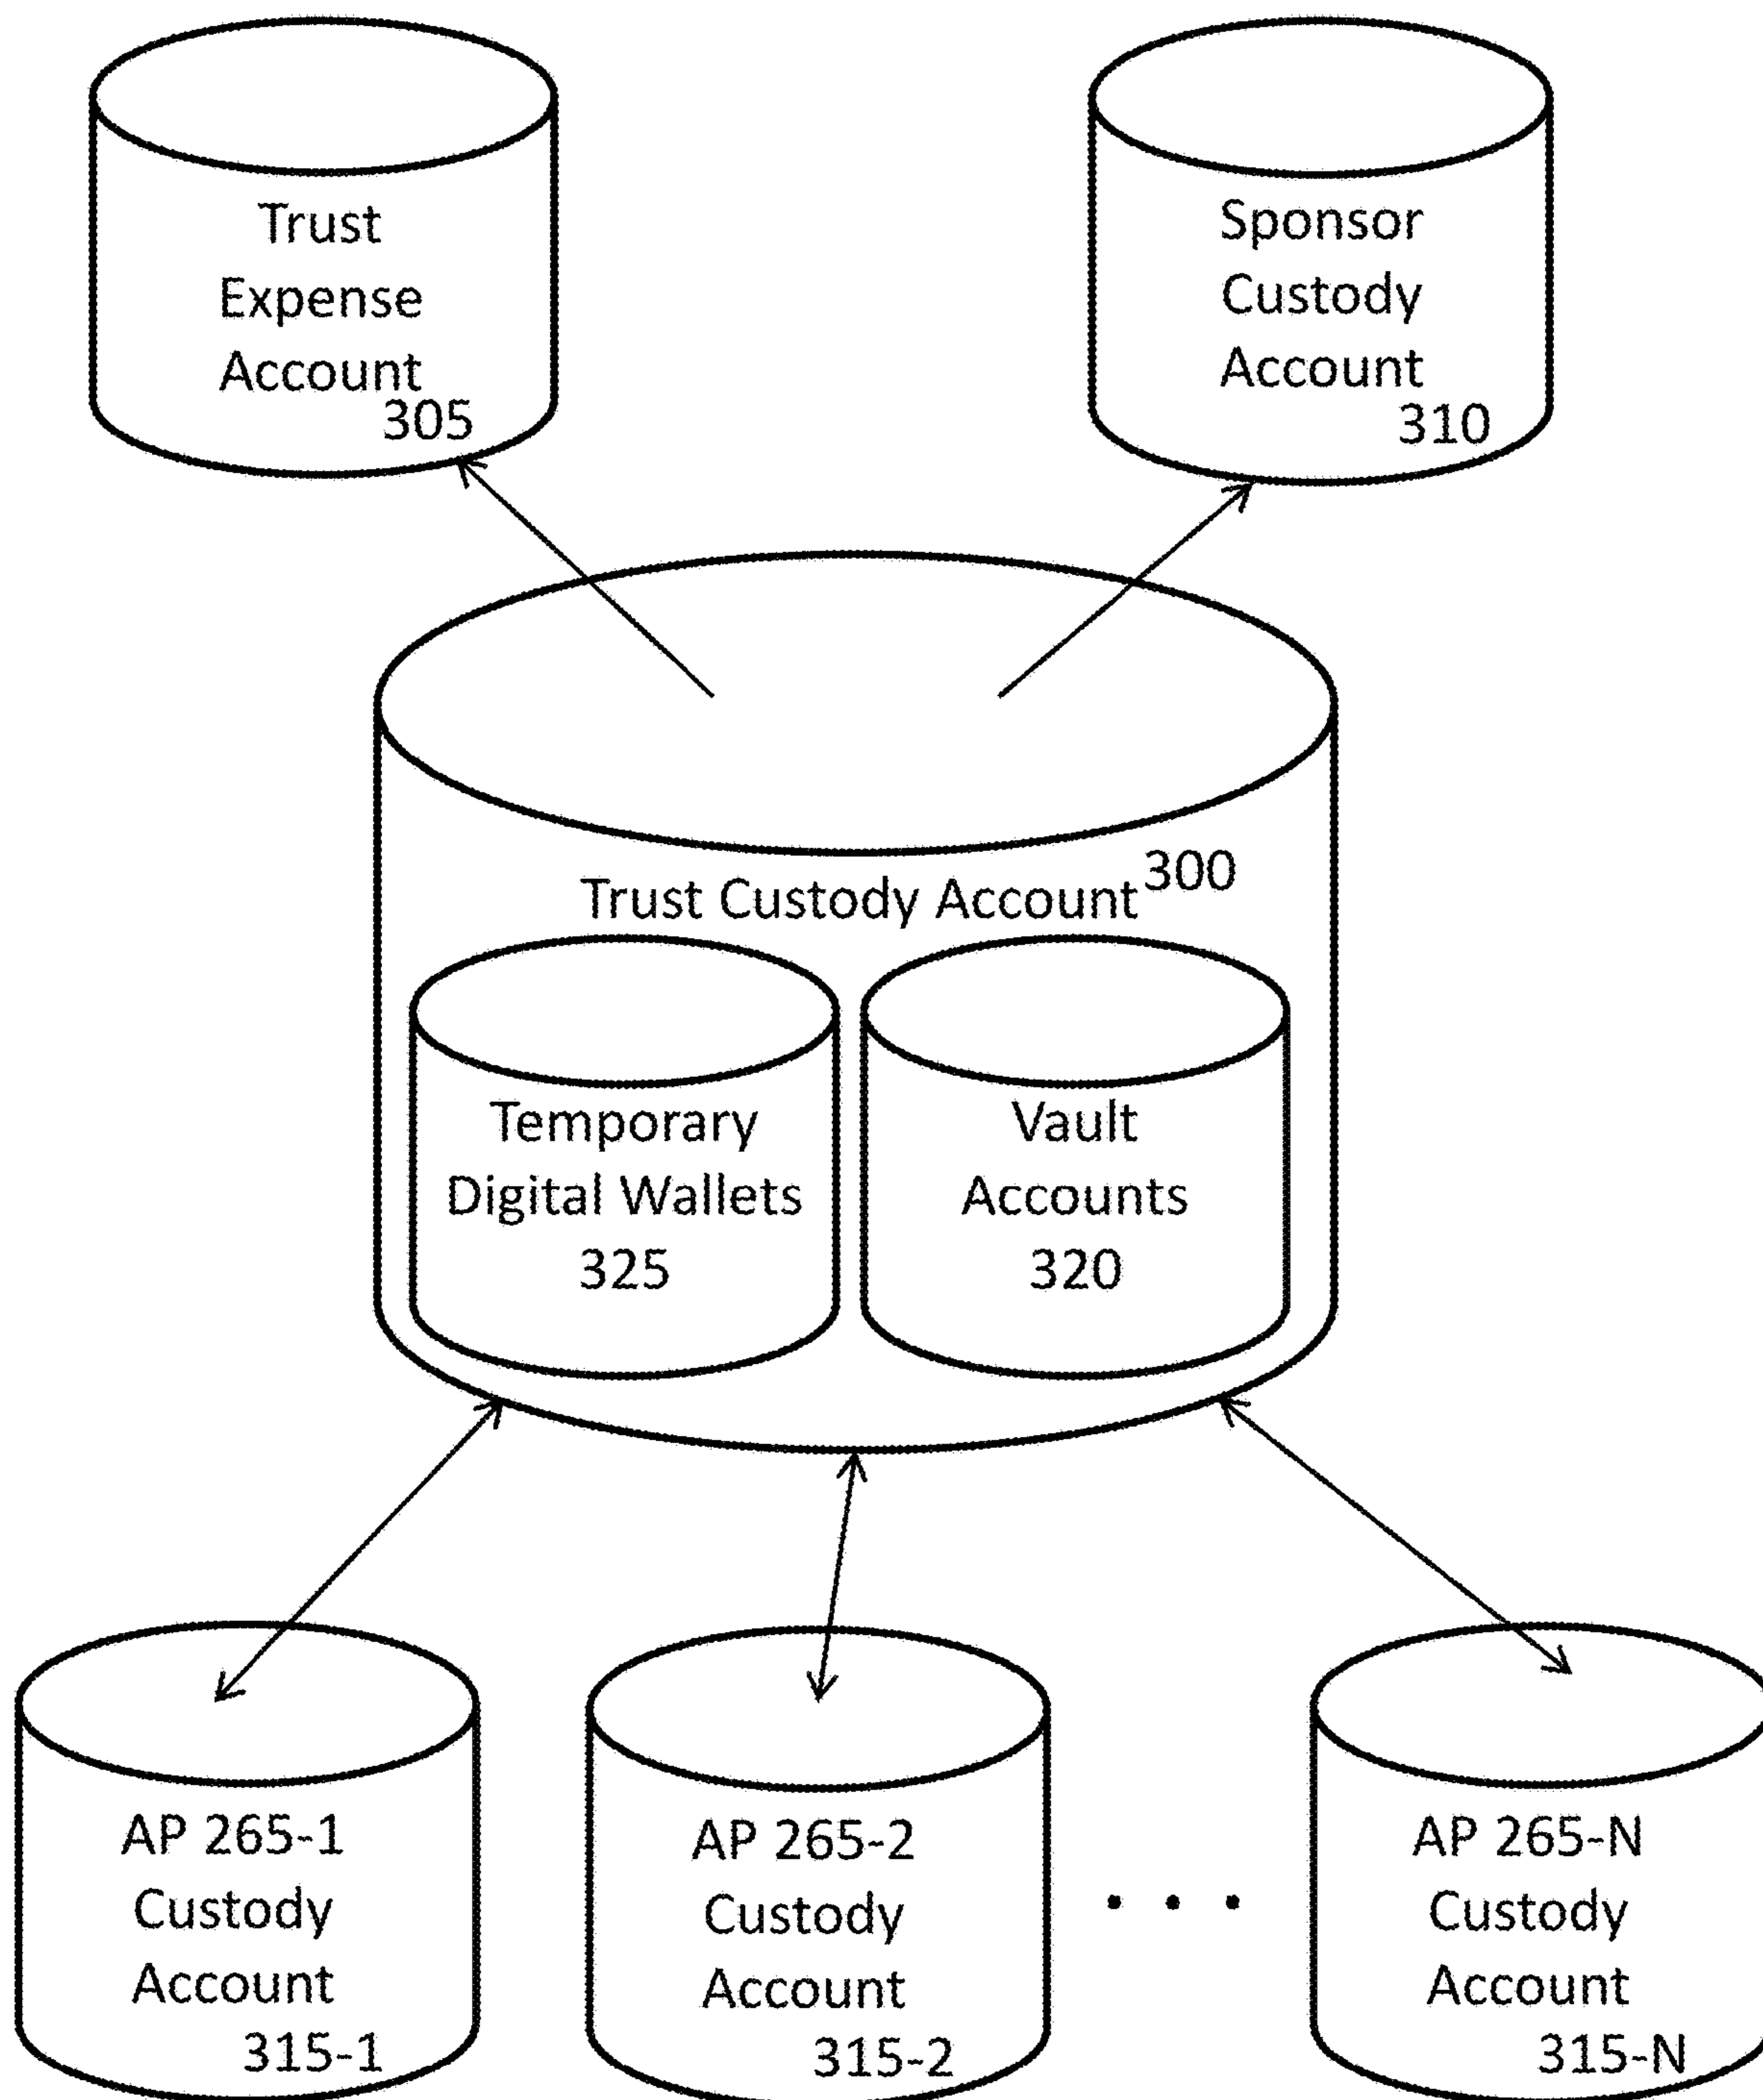 Trust
Expense
Account
305
Sponsor
Custody
Account
310
Trust Custody Account 300
Temporary
Digital Wallets
325
Vault
Accounts
320
AP 265-1
Custody
Account
315-1
AP 265-2
Custody
Account
315-2
. . .
AP 265-N
Custody
Account
315-N